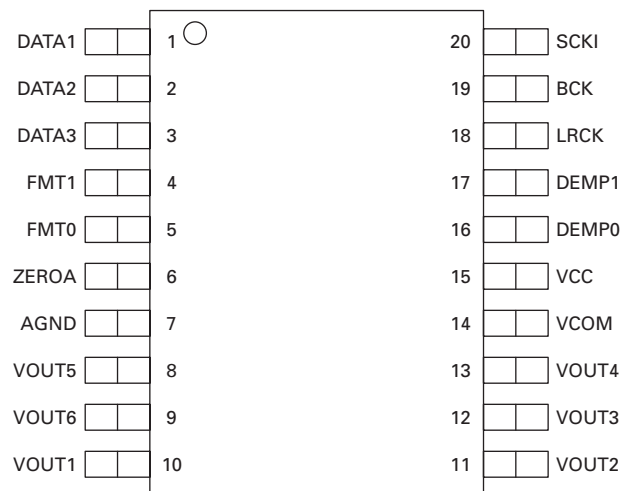 DATA1 1 20 SCKI
DATA2 2 19 BCK
DATA3 3 18 LRCK
FMT1 4 17 DEMP1
FMT0 5 16 DEMP0
ZEROA 6 15 VCC
AGND 7 14 VCOM
VOUT5 8 13 VOUT4
VOUT6 9 12 VOUT3
VOUT1 10 11 VOUT2